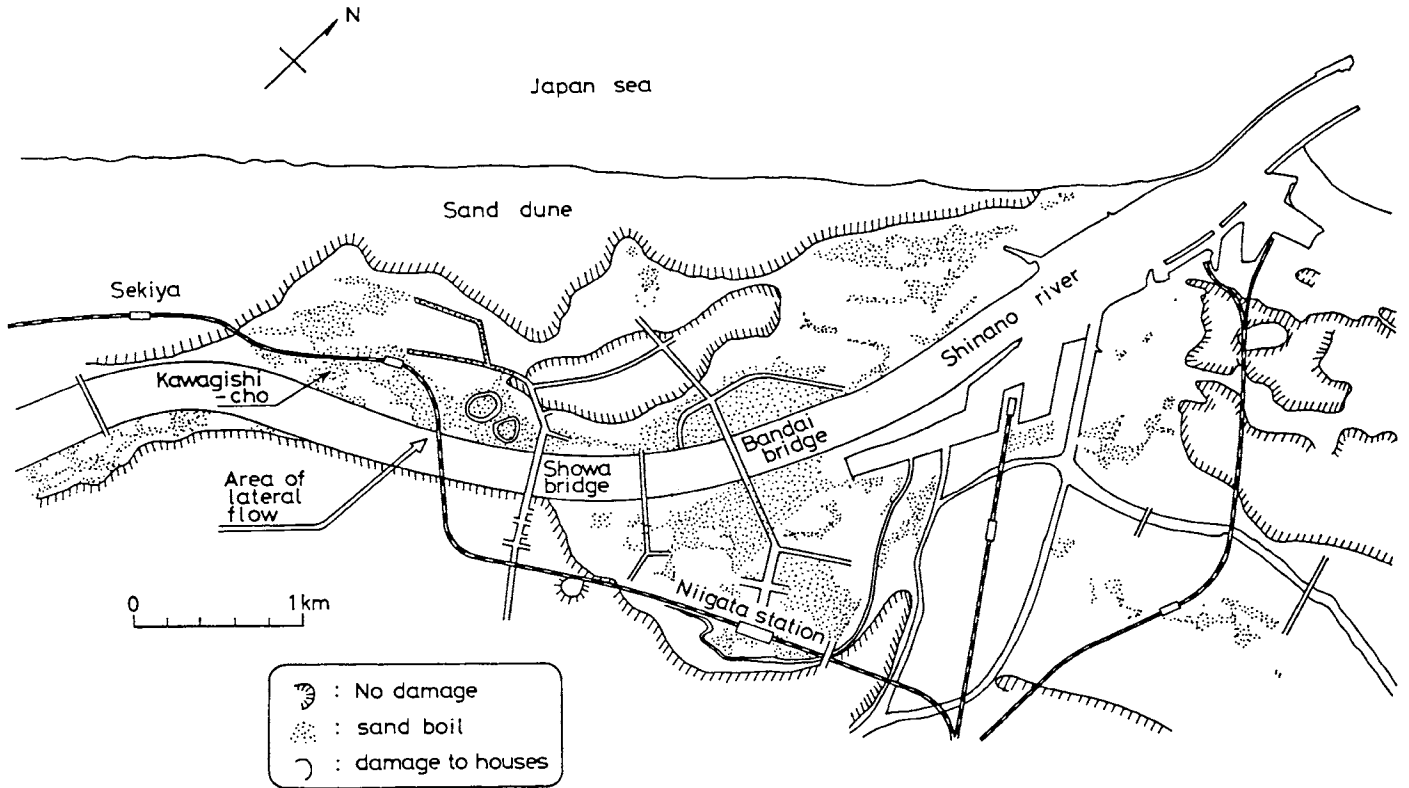 N
Japan sea
Sand dune
Sekiya
Kawagishi
-cho
Shinano river
Bandai
bridge
Showa
bridge
Area of
lateral
flow
Niigata station
0 1km
: No damage
: sand boil
: damage to houses